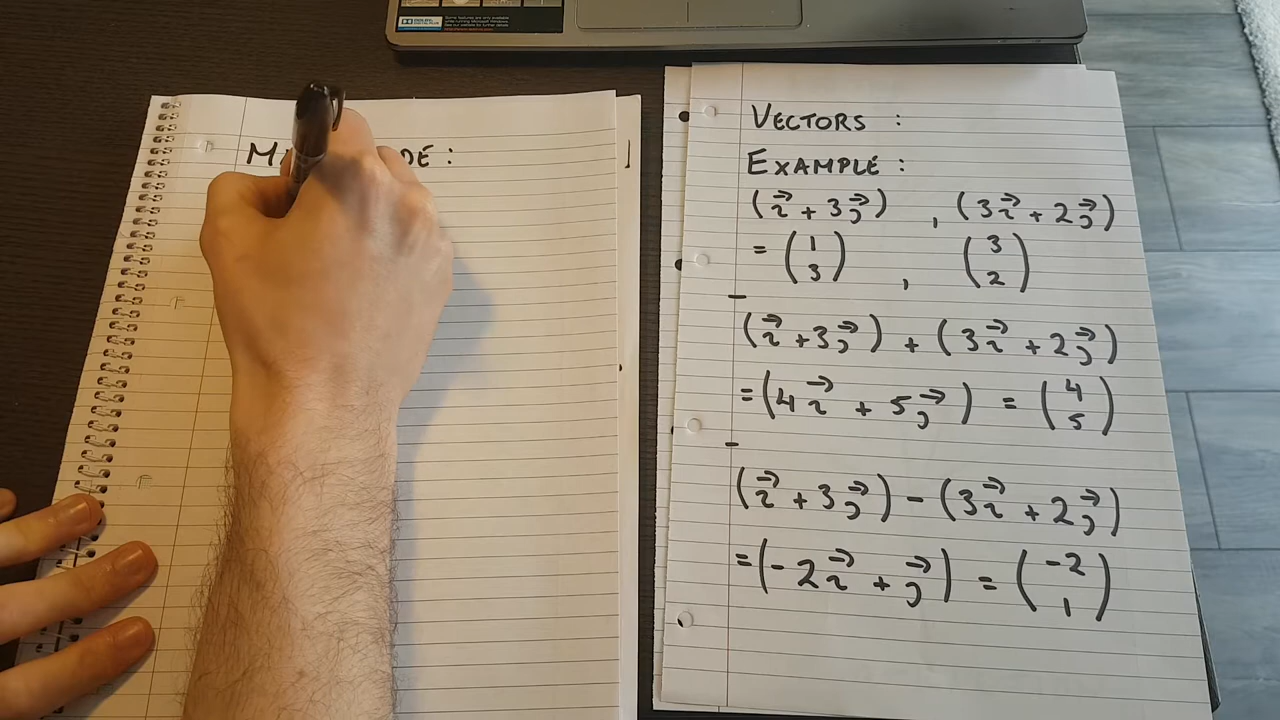 VECTORS :
EXAMPLE :
(i⃗ + 3j⃗) , (3i⃗ + 2j⃗)
= (1 3) , (3 2)
(i⃗ + 3j⃗) + (3i⃗ + 2j⃗)
= (4i⃗ + 5j⃗) = (4 5)
(i⃗ + 3j⃗) - (3i⃗ + 2j⃗)
= (-2i⃗ + j⃗) = (-2 1)